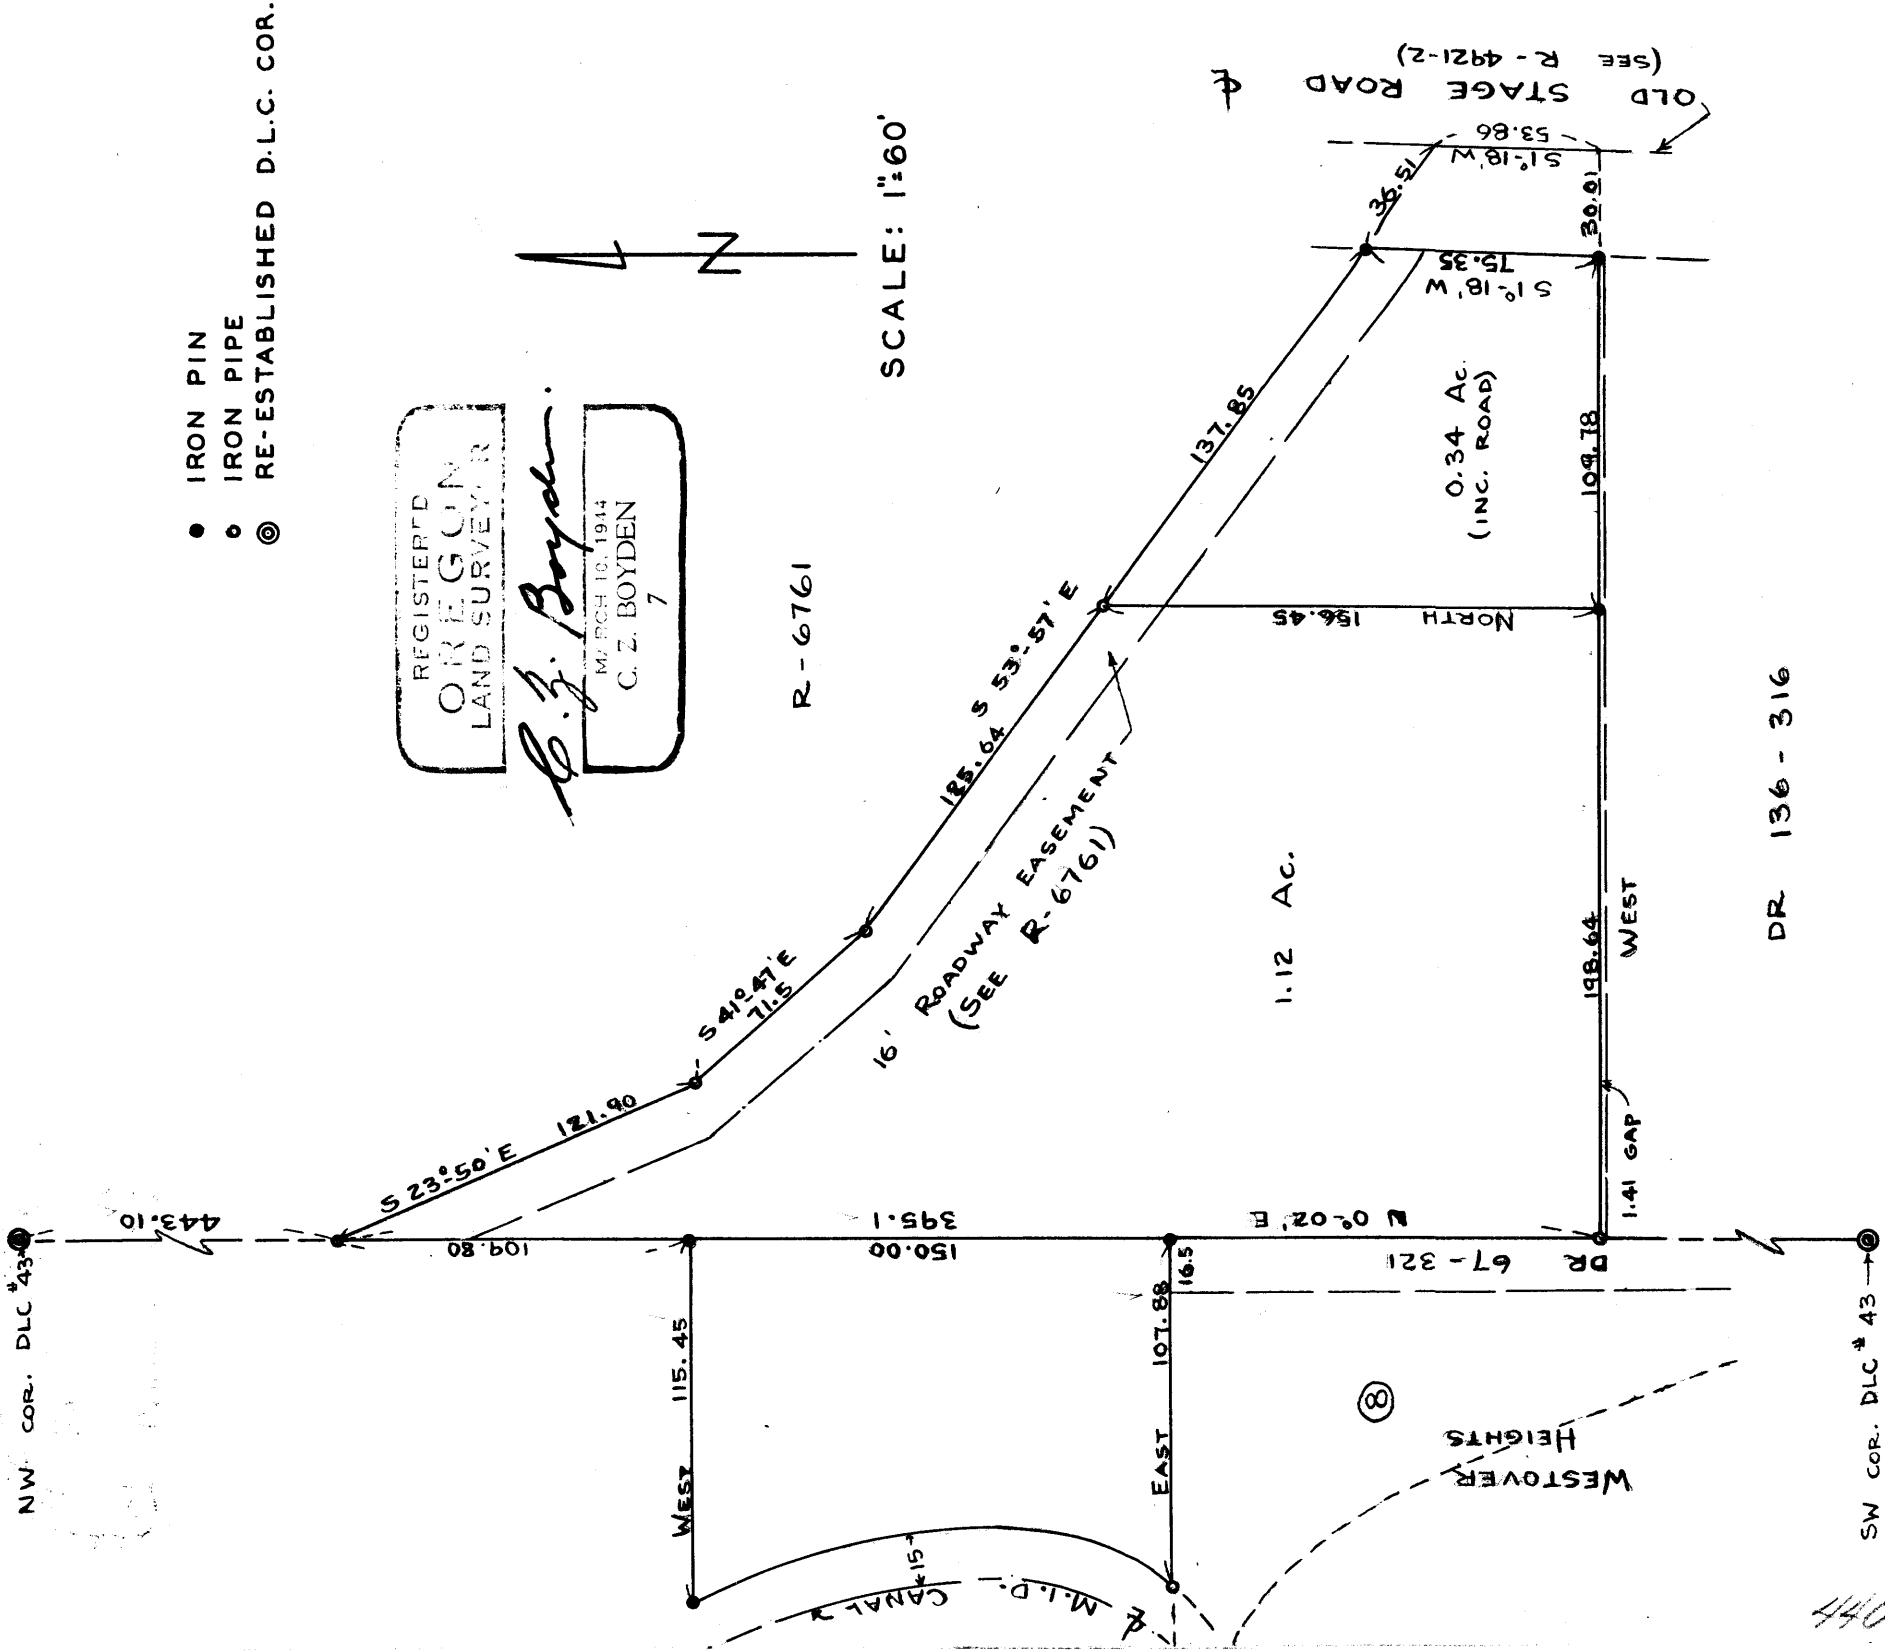 ● IRON PIN
o IRON PIPE
◎ RE-ESTABLISHED D.L.C. COR.
REGISTERED
OREGON
LAND SURVEYOR
C. Z. Boyden
MARCH 10, 1944
C. Z. BOYDEN
7
N
SCALE: 1"=60'
R-6761
NW COR. DLC #43
443.10
S 23°-50' E 121.90
109.80
S 41°-47' E
71.5
185.64 S 53°-57' E
137.85
36.51
OLD STAGE ROAD ℄
(SEE R-4921-2)
53.86
S1°-18' W
30.01
75.35
S1°-18' W
0.34 Ac.
(INC. ROAD)
109.78
NORTH 156.45
16' ROADWAY EASEMENT
(SEE R-6761)
1.12 Ac.
198.64
WEST
1.41 GAP
DR 136-316
N 0°-02' E 395.1
150.00
DR 67-321
WEST 115.45
EAST 107.88
16.5
15
℄ M.I.D. CANAL
8
WESTOVER
HEIGHTS
SW COR. DLC #43